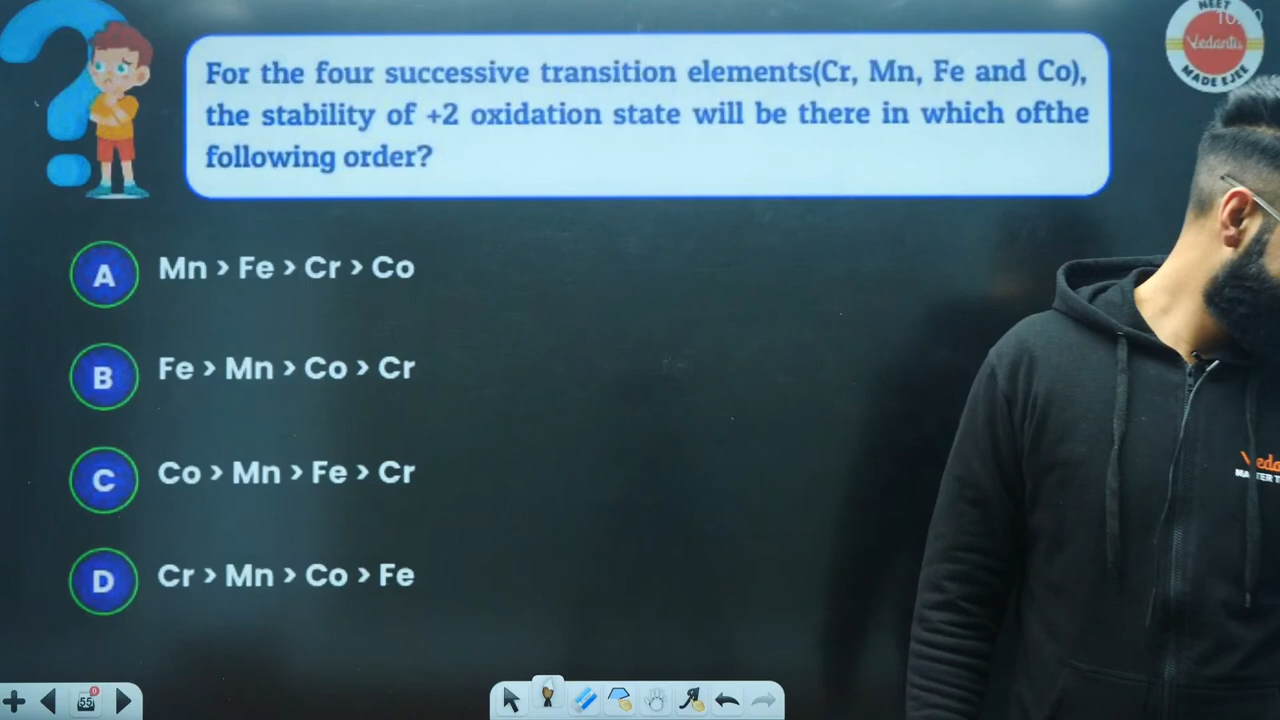 NEET
Vedantu
MADE EJEE
For the four successive transition elements(Cr, Mn, Fe and Co),
the stability of +2 oxidation state will be there in which ofthe
following order?
A Mn > Fe > Cr > Co
B Fe > Mn > Co > Cr
C Co > Mn > Fe > Cr
D Cr > Mn > Co > Fe
55
0